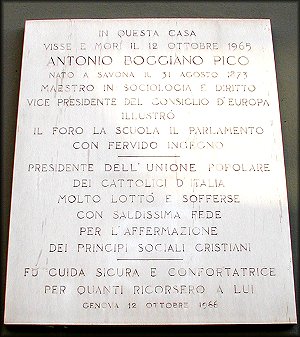 IN QUESTA CASA
VISSE E MORÌ IL 12 OTTOBRE 1965
ANTONIO BOGGIANO PICO
NATO A SAVONA IL 31 AGOSTO 1873
MAESTRO IN SOCIOLOGIA E DIRITTO
VICE PRESIDENTE DEL CONSIGLIO D'EUROPA
ILLUSTRÒ
IL FORO LA SCUOLA IL PARLAMENTO
CON FERVIDO INGEGNO
PRESIDENTE DELL'UNIONE POPOLARE
DEI CATTOLICI D'ITALIA
MOLTO LOTTÒ E SOFFERSE
CON SALDISSIMA FEDE
PER L'AFFERMAZIONE
DEI PRINCIPI SOCIALI CRISTIANI
FU GUIDA SICURA E CONFORTATRICE
PER QUANTI RICORSERO A LUI
GENOVA 12 OTTOBRE 1966